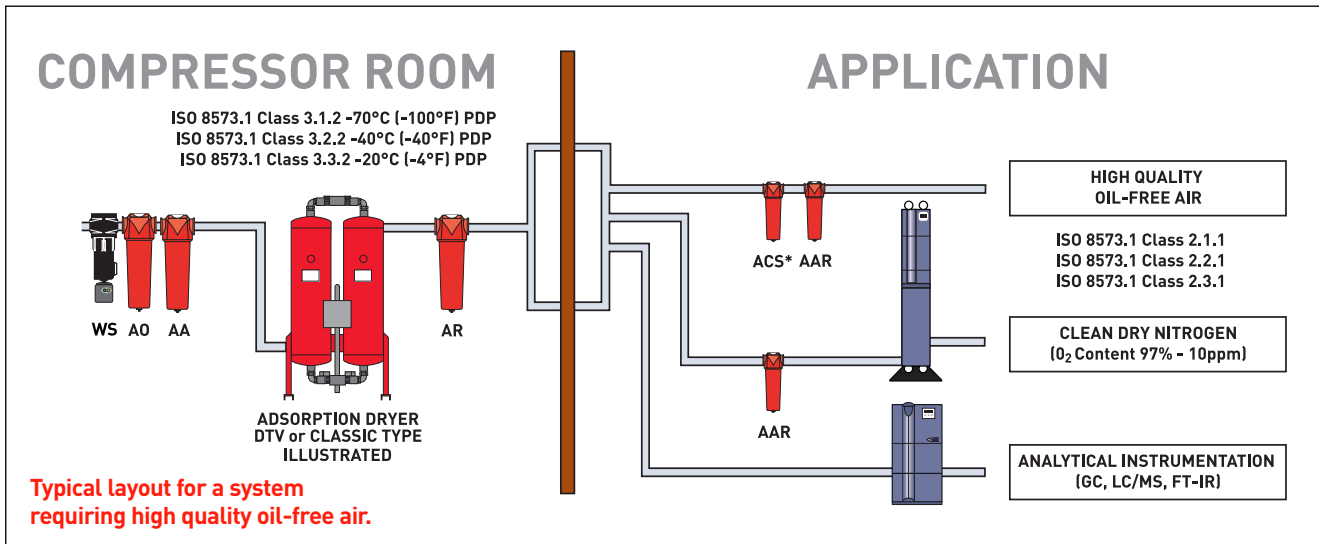 COMPRESSOR ROOM
ISO 8573.1 Class 3.1.2 -70°C (-100°F) PDP
ISO 8573.1 Class 3.2.2 -40°C (-40°F) PDP
ISO 8573.1 Class 3.3.2 -20°C (-4°F) PDP
WS AO AA
AR
ADSORPTION DRYER
DTV or CLASSIC TYPE
ILLUSTRATED
Typical layout for a system
requiring high quality oil-free air.
APPLICATION
ACS* AAR
AAR
HIGH QUALITY
OIL-FREE AIR
ISO 8573.1 Class 2.1.1
ISO 8573.1 Class 2.2.1
ISO 8573.1 Class 2.3.1
CLEAN DRY NITROGEN
(0₂ Content 97% - 10ppm)
ANALYTICAL INSTRUMENTATION
(GC, LC/MS, FT-IR)